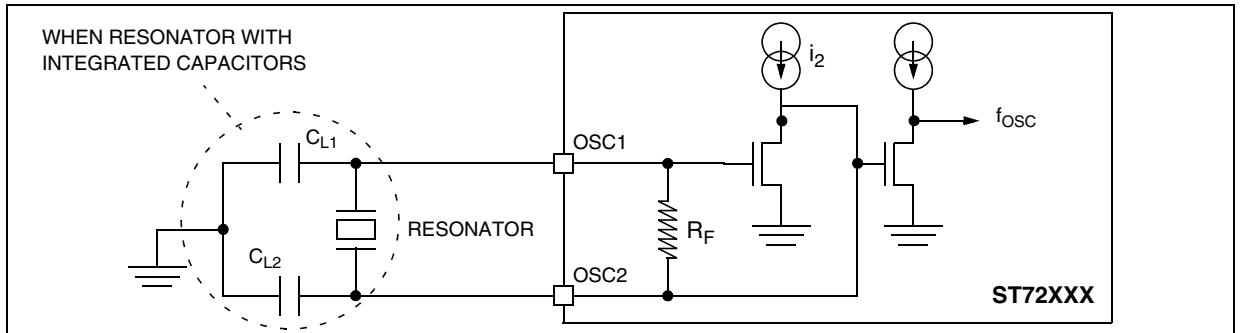 WHEN RESONATOR WITH
INTEGRATED CAPACITORS
i2
fOSC
CL1
OSC1
RESONATOR
RF
CL2
OSC2
ST72XXX